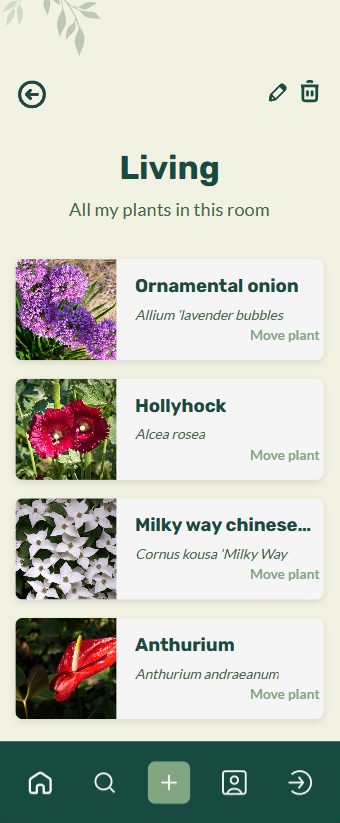 Living
All my plants in this room
Ornamental onion
Allium 'lavender bubbles
Move plant
Hollyhock
Alcea rosea
Move plant
Milky way chinese...
Cornus kousa 'Milky Way
Move plant
Anthurium
Anthurium andraeanum
Move plant